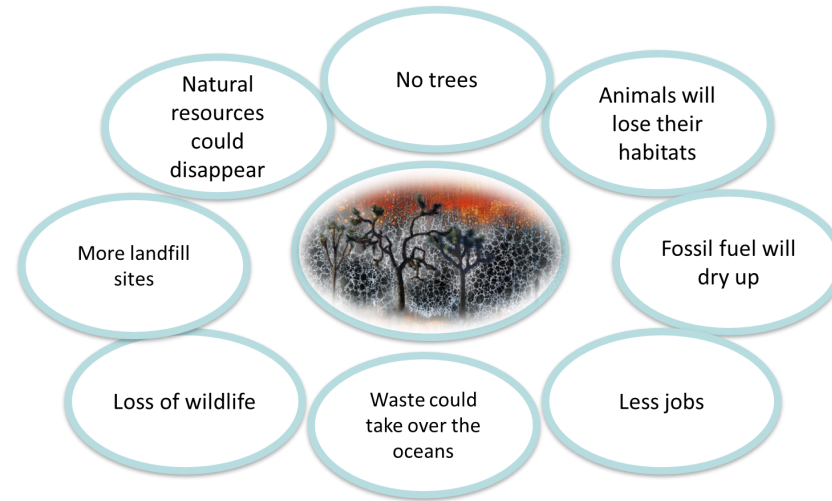 No trees
Natural
resources
could
disappear
Animals will
lose their
habitats
More landfill
sites
Fossil fuel will
dry up
Loss of wildlife
Waste could
take over the
oceans
Less jobs